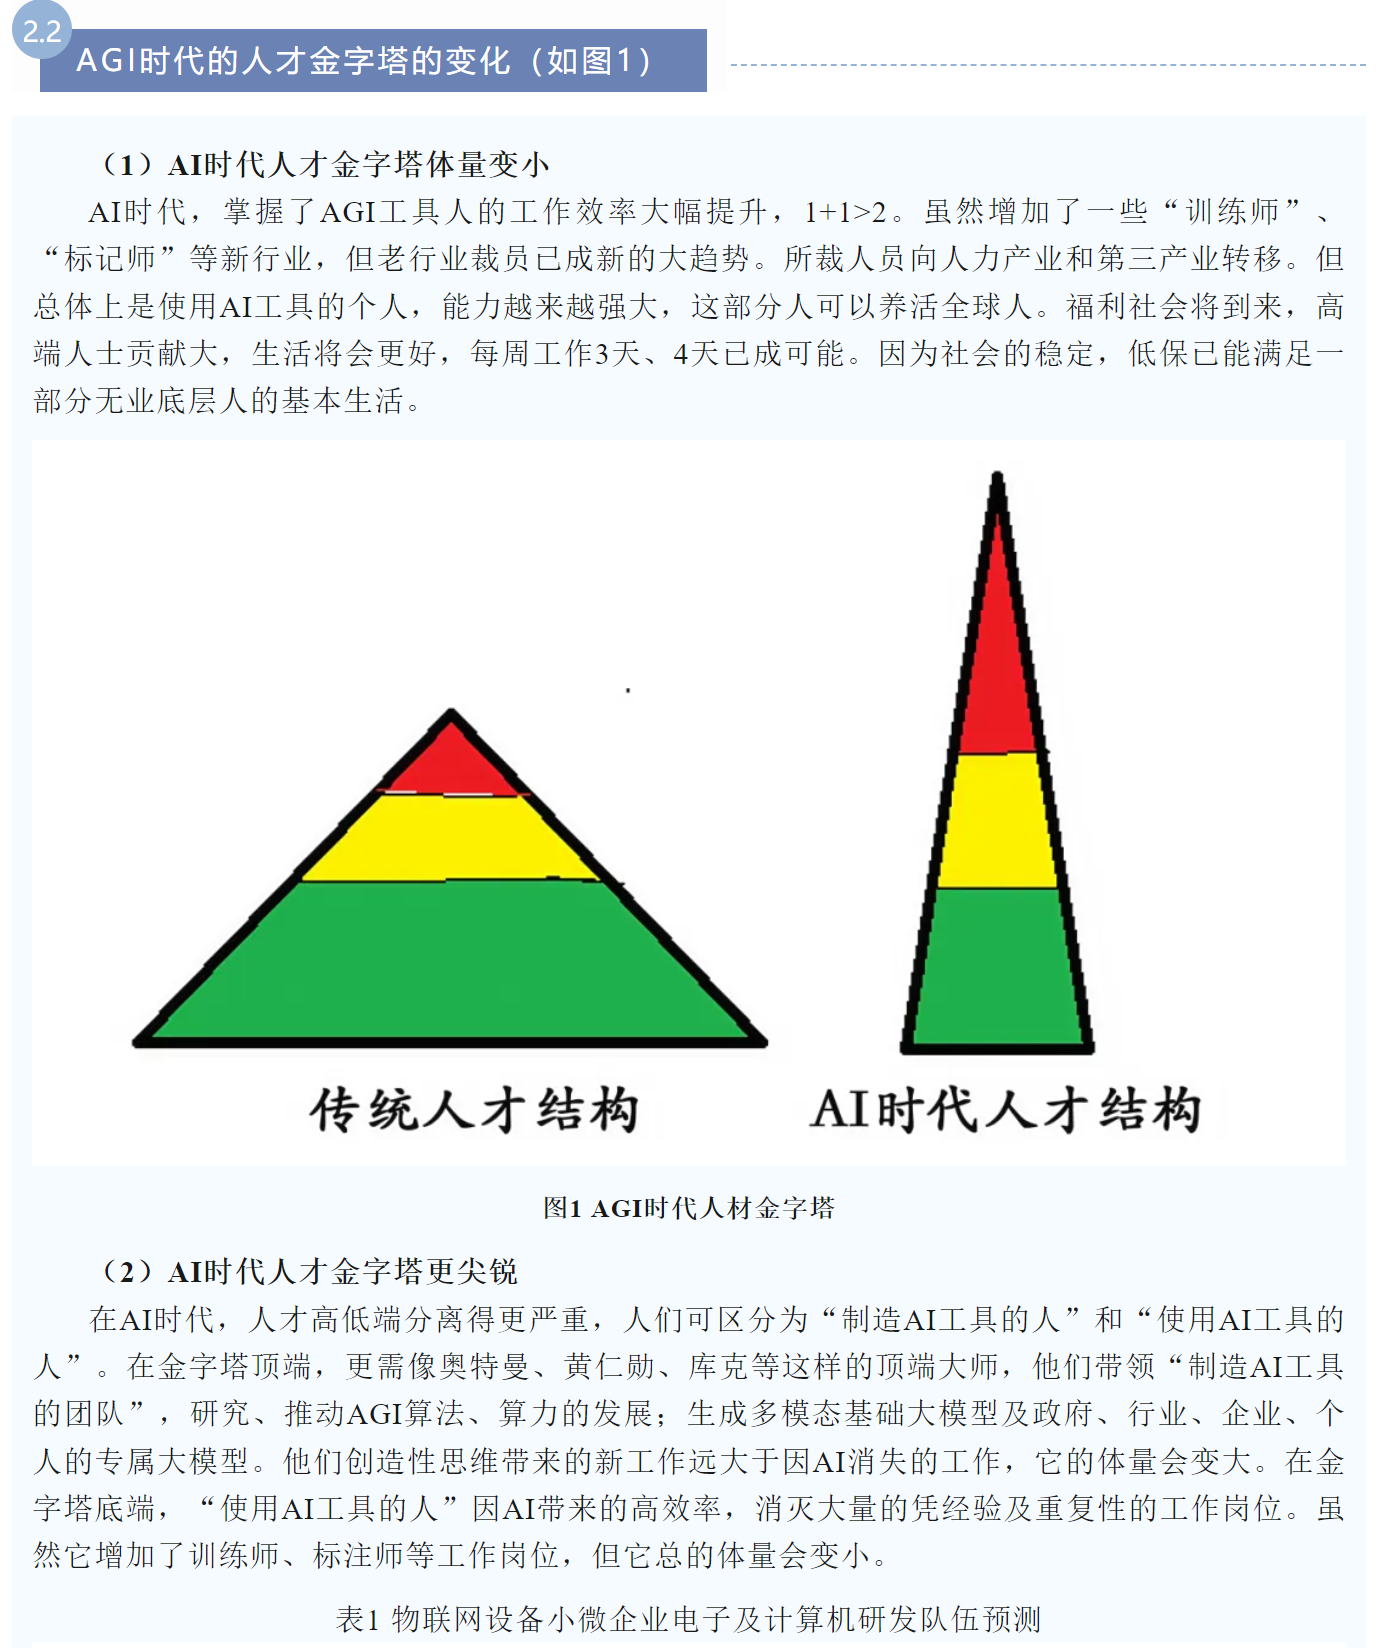 2.2
AGI时代的人才金字塔的变化（如图1）
（1）AI时代人才金字塔体量变小
AI时代，掌握了AGI工具人的工作效率大幅提升，1+1>2。虽然增加了一些“训练师”、
“标记师”等新行业，但老行业裁员已成新的大趋势。所裁人员向人力产业和第三产业转移。但
总体上是使用AI工具的个人，能力越来越强大，这部分人可以养活全球人。福利社会将到来，高
端人士贡献大，生活将会更好，每周工作3天、4天已成可能。因为社会的稳定，低保已能满足一
部分无业底层人的基本生活。
传统人才结构
AI时代人才结构
图1 AGI时代人材金字塔
（2）AI时代人才金字塔更尖锐
在AI时代，人才高低端分离得更严重，人们可区分为“制造AI工具的人”和“使用AI工具的
人”。在金字塔顶端，更需像奥特曼、黄仁勋、库克等这样的顶端大师，他们带领“制造AI工具
的团队”，研究、推动AGI算法、算力的发展；生成多模态基础大模型及政府、行业、企业、个
人的专属大模型。他们创造性思维带来的新工作远大于因AI消失的工作，它的体量会变大。在金
字塔底端，“使用AI工具的人”因AI带来的高效率，消灭大量的凭经验及重复性的工作岗位。虽
然它增加了训练师、标注师等工作岗位，但它总的体量会变小。
表1 物联网设备小微企业电子及计算机研发队伍预测